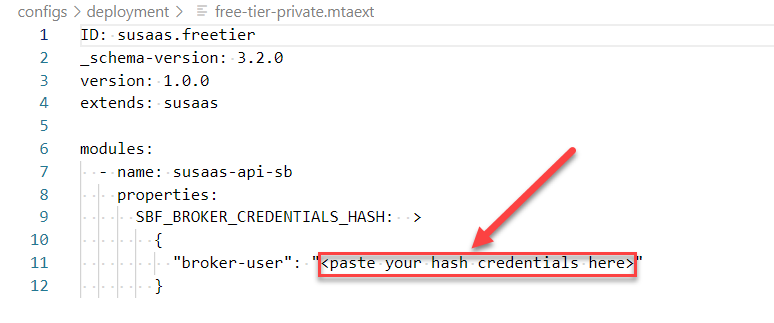 configs > deployment > free-tier-private.mtaext
1 ID: susaas.freetier
2 _schema-version: 3.2.0
3 version: 1.0.0
4 extends: susaas
5
6 modules:
7 - name: susaas-api-sb
8 properties:
9 SBF_BROKER_CREDENTIALS_HASH: >
10 {
11 "broker-user": "<paste your hash credentials here>"
12 }